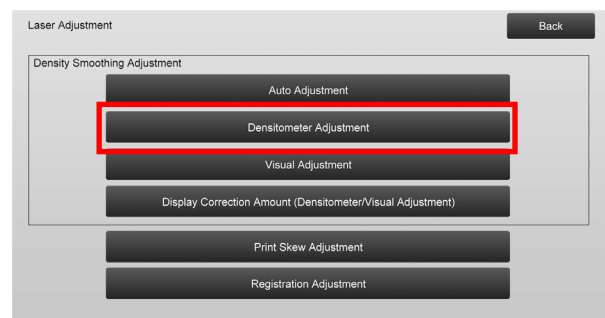 Laser Adjustment
Back
Density Smoothing Adjustment
Auto Adjustment
Densitometer Adjustment
Visual Adjustment
Display Correction Amount (Densitometer/Visual Adjustment)
Print Skew Adjustment
Registration Adjustment